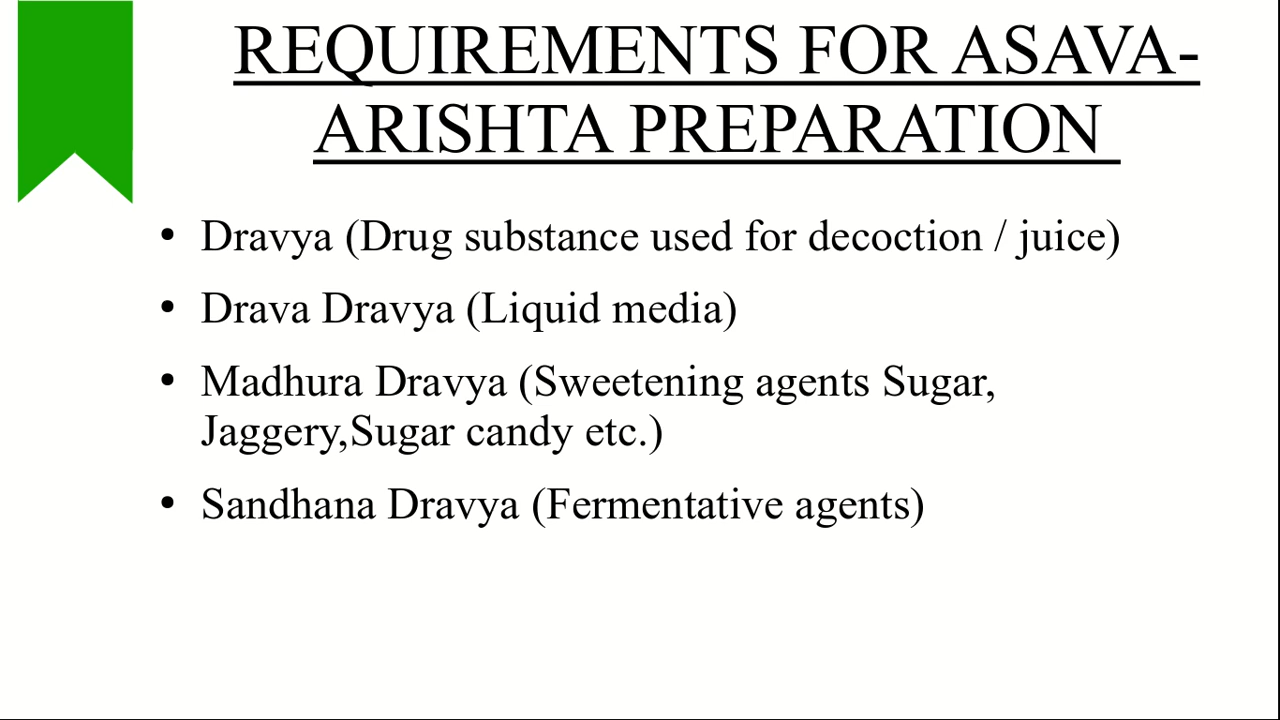 REQUIREMENTS FOR ASAVA-
ARISHTA PREPARATION
• Dravya (Drug substance used for decoction / juice)
• Drava Dravya (Liquid media)
• Madhura Dravya (Sweetening agents Sugar,
Jaggery,Sugar candy etc.)
• Sandhana Dravya (Fermentative agents)